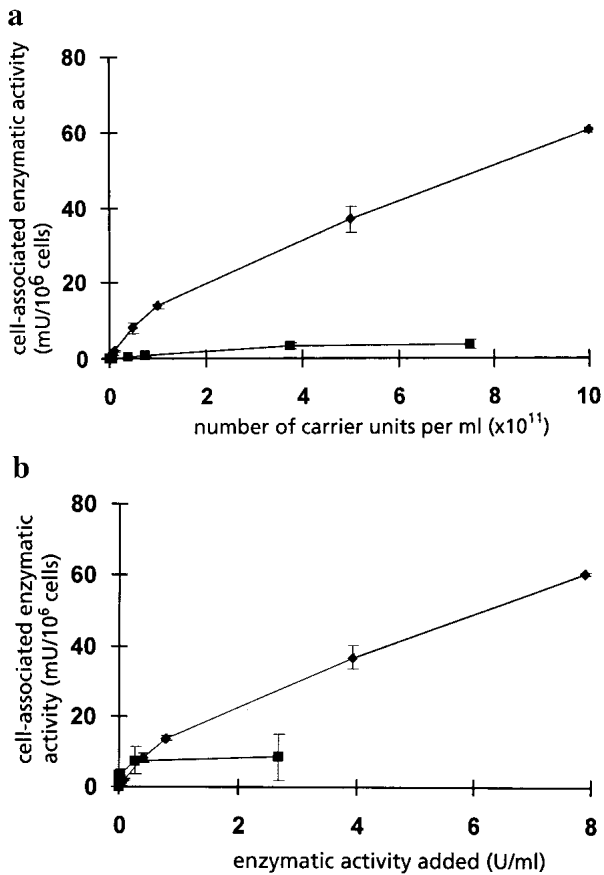 a
cell-associated enzymatic activity
(mU/10⁶ cells)
80
60
40
20
0
0 2 4 6 8 10
number of carrier units per ml (x10¹¹)
b
cell-associated enzymatic
activity (mU/10⁶ cells)
80
60
40
20
0
0 2 4 6 8
enzymatic activity added (U/ml)